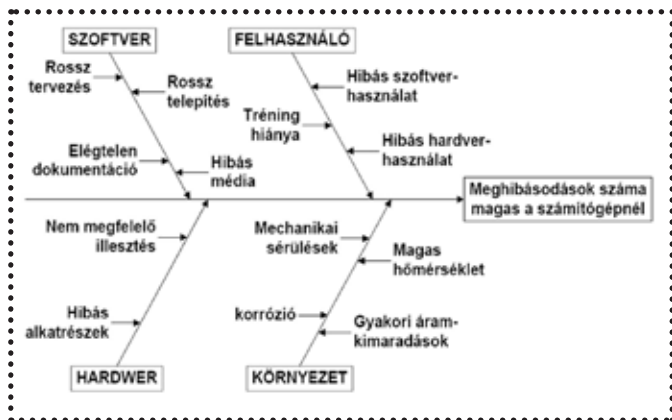 SZOFTVER
FELHASZNÁLÓ
Rossz
tervezés
Rossz
telepítés
Elégtelen
dokumentáció
Hibás
média
Hibás szoftver-
használat
Tréning
hiánya
Hibás hardver-
használat
Meghibásodások száma
magas a számítógépnél
Nem megfelelő
illesztés
Hibás
alkatrészek
Mechanikai
sérülések
Magas
hőmérséklet
korrózió
Gyakori áram-
kimaradások
HARDWER
KÖRNYEZET